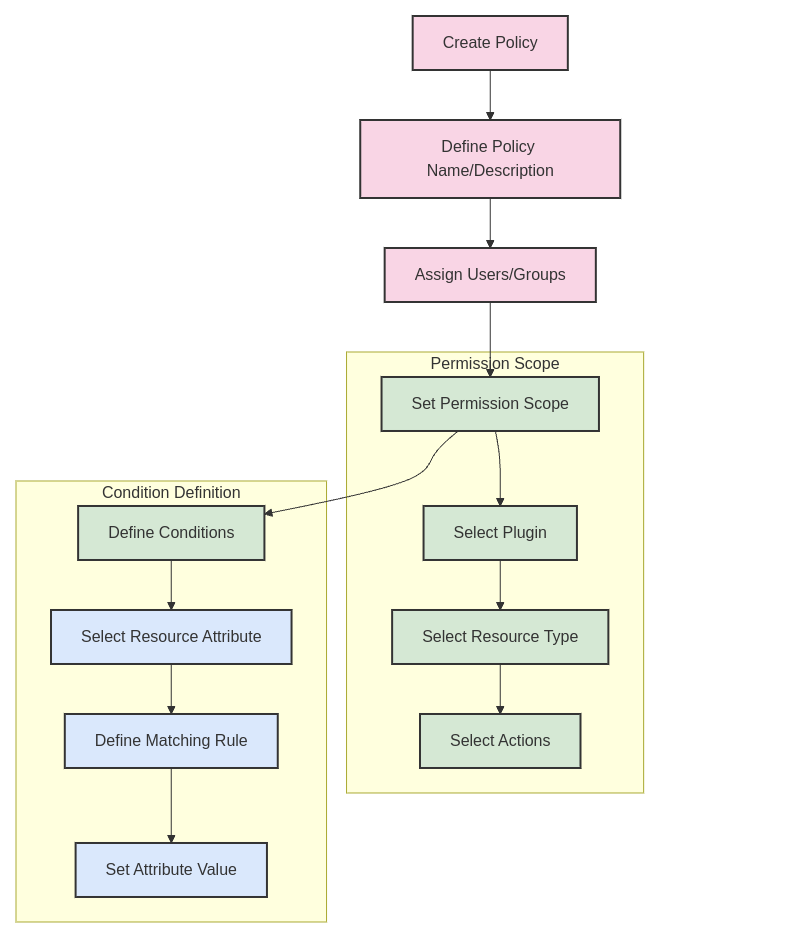 Create Policy
Define Policy
Name/Description
Assign Users/Groups
Permission Scope
Set Permission Scope
Condition Definition
Define Conditions
Select Plugin
Select Resource Attribute
Select Resource Type
Define Matching Rule
Select Actions
Set Attribute Value